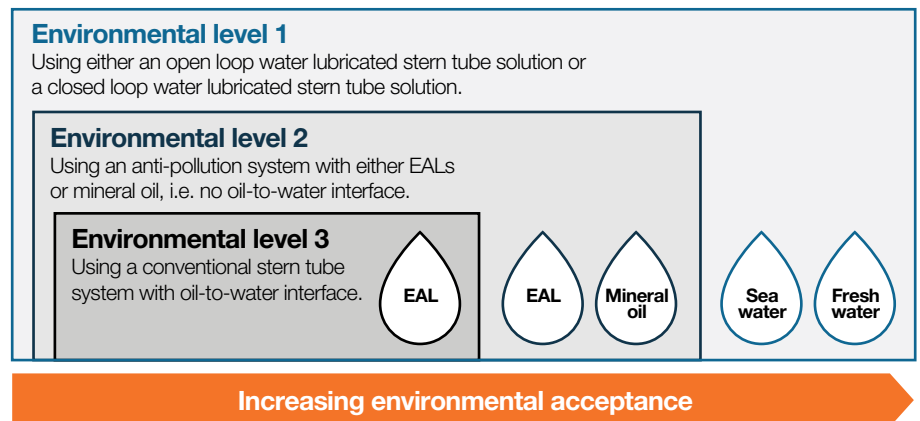 Environmental level 1
Using either an open loop water lubricated stern tube solution or
a closed loop water lubricated stern tube solution.
Environmental level 2
Using an anti-pollution system with either EALs
or mineral oil, i.e. no oil-to-water interface.
Environmental level 3
Using a conventional stern tube
system with oil-to-water interface.
EAL
EAL
Mineral
oil
Sea
water
Fresh
water
Increasing environmental acceptance